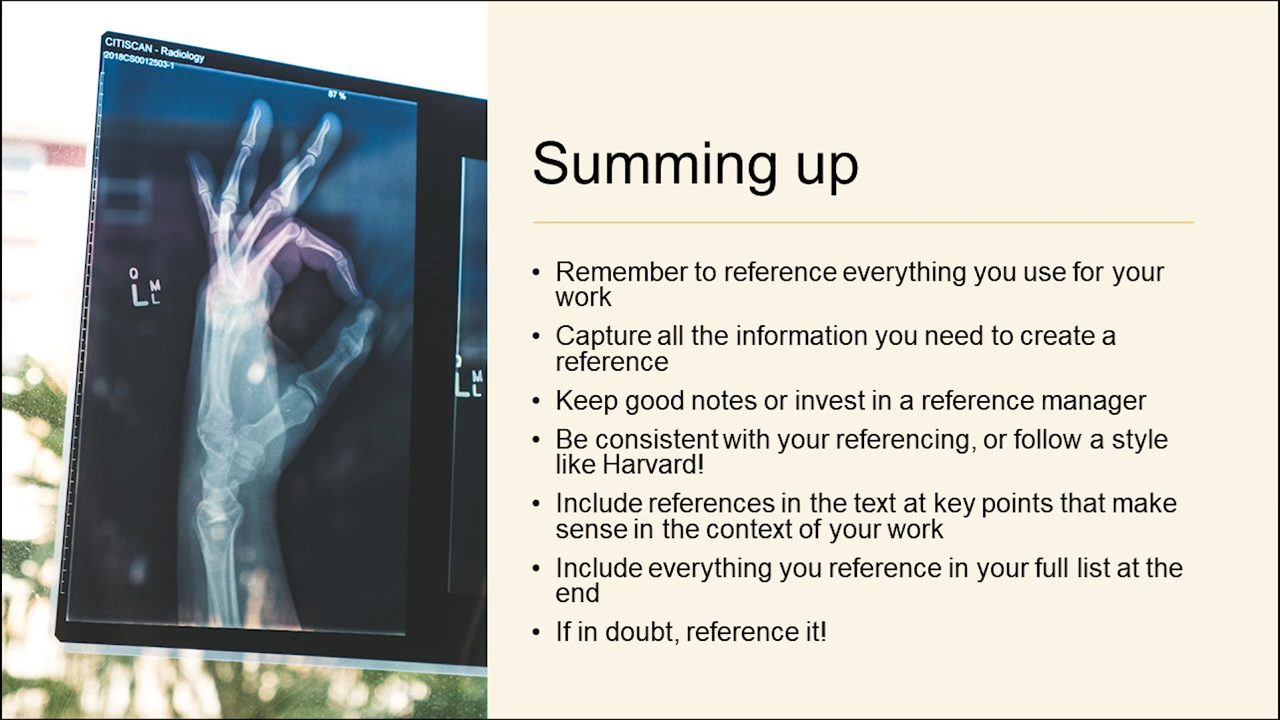 CITISCAN - Radiology
2018CS0012503-1
87 %
Q
L M
L
L M
L
Summing up
• Remember to reference everything you use for your
work
• Capture all the information you need to create a
reference
• Keep good notes or invest in a reference manager
• Be consistent with your referencing, or follow a style
like Harvard!
• Include references in the text at key points that make
sense in the context of your work
• Include everything you reference in your full list at the
end
• If in doubt, reference it!